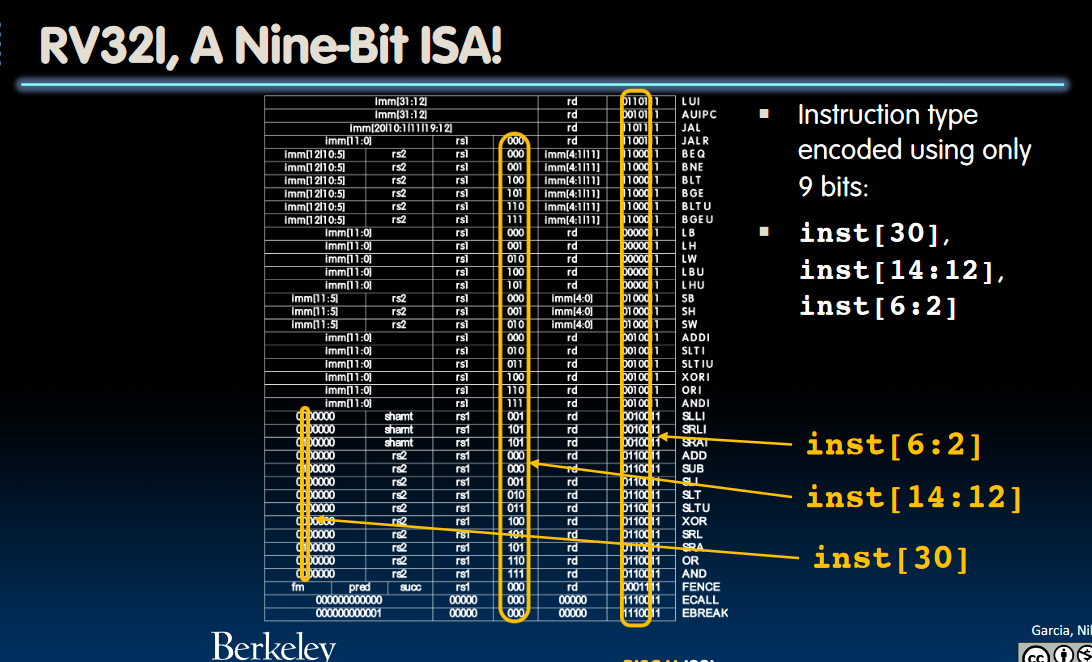 RV32I, A Nine-Bit ISA!
imm[31:12] rd 0110111 LUI
imm[31:12] rd 0010111 AUIPC
imm[20|10:1|11|19:12] rd 1101111 JAL
imm[11:0] rs1 000 rd 1100111 JALR
imm[12|10:5] rs2 rs1 000 imm[4:1|11] 1100011 BEQ
imm[12|10:5] rs2 rs1 001 imm[4:1|11] 1100011 BNE
imm[12|10:5] rs2 rs1 100 imm[4:1|11] 1100011 BLT
imm[12|10:5] rs2 rs1 101 imm[4:1|11] 1100011 BGE
imm[12|10:5] rs2 rs1 110 imm[4:1|11] 1100011 BLTU
imm[12|10:5] rs2 rs1 111 imm[4:1|11] 1100011 BGEU
imm[11:0] rs1 000 rd 0000011 LB
imm[11:0] rs1 001 rd 0000011 LH
imm[11:0] rs1 010 rd 0000011 LW
imm[11:0] rs1 100 rd 0000011 LBU
imm[11:0] rs1 101 rd 0000011 LHU
imm[11:5] rs2 rs1 000 imm[4:0] 0100011 SB
imm[11:5] rs2 rs1 001 imm[4:0] 0100011 SH
imm[11:5] rs2 rs1 010 imm[4:0] 0100011 SW
imm[11:0] rs1 000 rd 0010011 ADDI
imm[11:0] rs1 010 rd 0010011 SLTI
imm[11:0] rs1 011 rd 0010011 SLTIU
imm[11:0] rs1 100 rd 0010011 XORI
imm[11:0] rs1 110 rd 0010011 ORI
imm[11:0] rs1 111 rd 0010011 ANDI
0000000 shamt rs1 001 rd 0010011 SLLI
0000000 shamt rs1 101 rd 0010011 SRLI
0100000 shamt rs1 101 rd 0010011 SRAI
0000000 rs2 rs1 000 rd 0110011 ADD
0100000 rs2 rs1 000 rd 0110011 SUB
0000000 rs2 rs1 001 rd 0110011 SLL
0000000 rs2 rs1 010 rd 0110011 SLT
0000000 rs2 rs1 011 rd 0110011 SLTU
0000000 rs2 rs1 100 rd 0110011 XOR
0000000 rs2 rs1 101 rd 0110011 SRL
0100000 rs2 rs1 101 rd 0110011 SRA
0000000 rs2 rs1 110 rd 0110011 OR
0000000 rs2 rs1 111 rd 0110011 AND
fm pred succ rs1 000 rd 0001111 FENCE
000000000000 00000 000 00000 1110011 ECALL
000000000001 00000 000 00000 1110011 EBREAK
Instruction type
encoded using only
9 bits:
inst[30],
inst[14:12],
inst[6:2]
inst[6:2]
inst[14:12]
inst[30]
Berkeley
Garcia,
cc